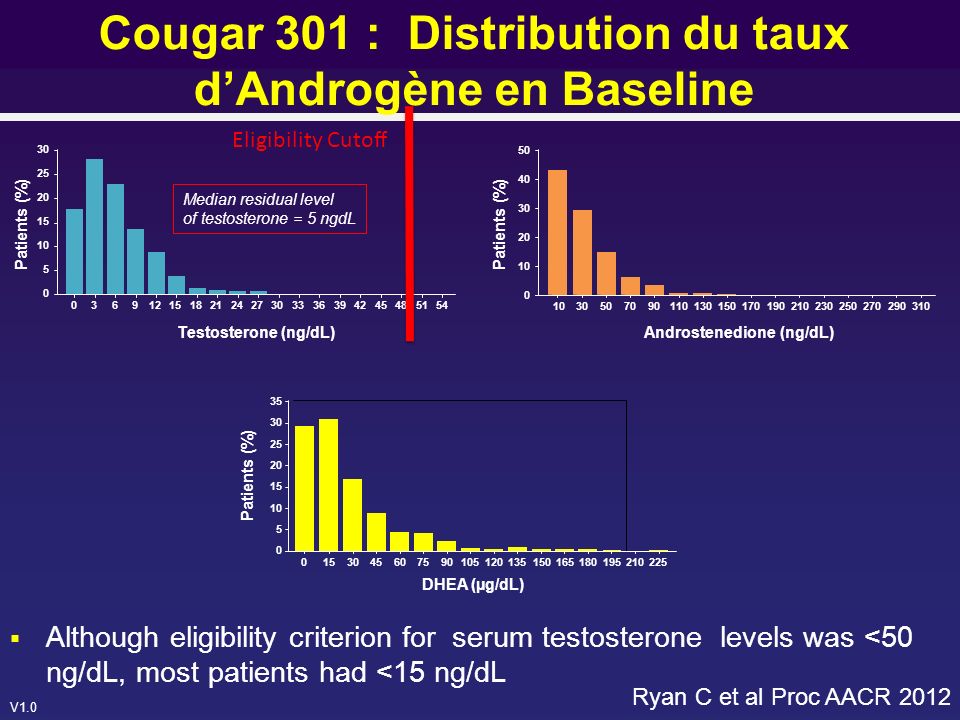 Cougar 301 : Distribution du taux
d’Androgène en Baseline
Eligibility Cutoff
Patients (%)
30
25
20
15
10
5
0
Median residual level
of testosterone = 5 ngdL
0 3 6 9 12 15 18 21 24 27 30 33 36 39 42 45 48 51 54
Testosterone (ng/dL)
Patients (%)
50
40
30
20
10
0
10 30 50 70 90 110 130 150 170 190 210 230 250 270 290 310
Androstenedione (ng/dL)
Patients (%)
35
30
25
20
15
10
5
0
0 15 30 45 60 75 90 105 120 135 150 165 180 195 210 225
DHEA (µg/dL)
▪ Although eligibility criterion for serum testosterone levels was <50
ng/dL, most patients had <15 ng/dL
Ryan C et al Proc AACR 2012
V1.0